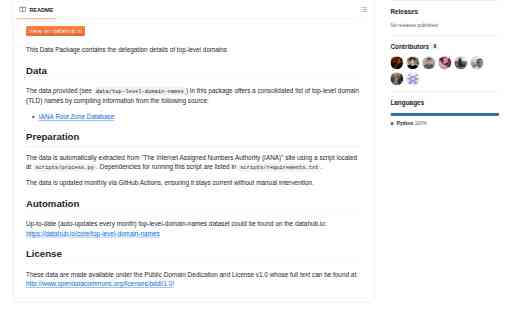 README
View on datahub.io
This Data Package contains the delegation details of top-level domains
Data
The data provided (see data/top-level-domain-names) in this package offers a consolidated list of top-level domain
(TLD) names by compiling information from the following source:
IANA Root Zone Database
Preparation
The data is automatically extracted from "The Internet Assigned Numbers Authority (IANA)" site using a script located
at scripts/process.py. Dependencies for running this script are listed in scripts/requirements.txt.
The data is updated monthly via GitHub Actions, ensuring it stays current without manual intervention.
Automation
Up-to-date (auto-updates every month) top-level-domain-names dataset could be found on the datahub.io:
https://datahub.io/core/top-level-domain-names
License
These data are made available under the Public Domain Dedication and License v1.0 whose full text can be found at:
http://www.opendatacommons.org/licenses/pddl/1.0/
Releases
No releases published
Contributors 8
Languages
Python 100%